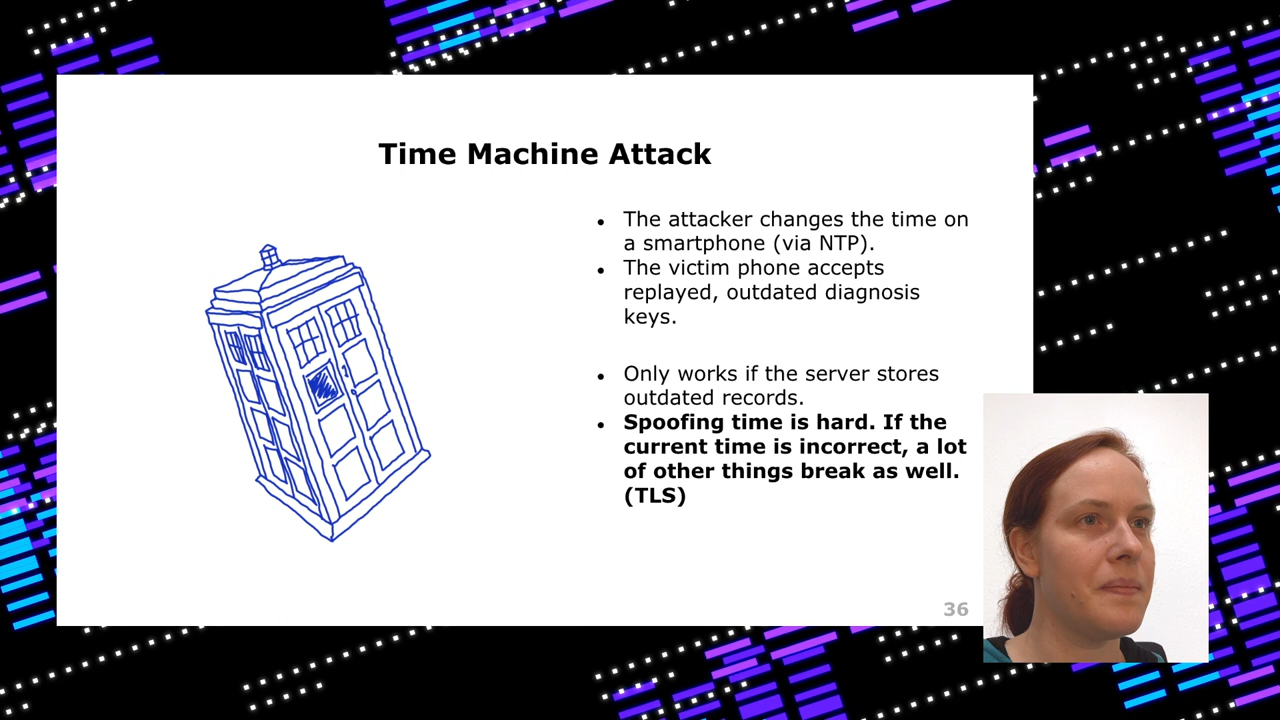 Time Machine Attack
• The attacker changes the time on
a smartphone (via NTP).
• The victim phone accepts
replayed, outdated diagnosis
keys.
• Only works if the server stores
outdated records.
• Spoofing time is hard. If the
current time is incorrect, a lot
of other things break as well.
(TLS)
36